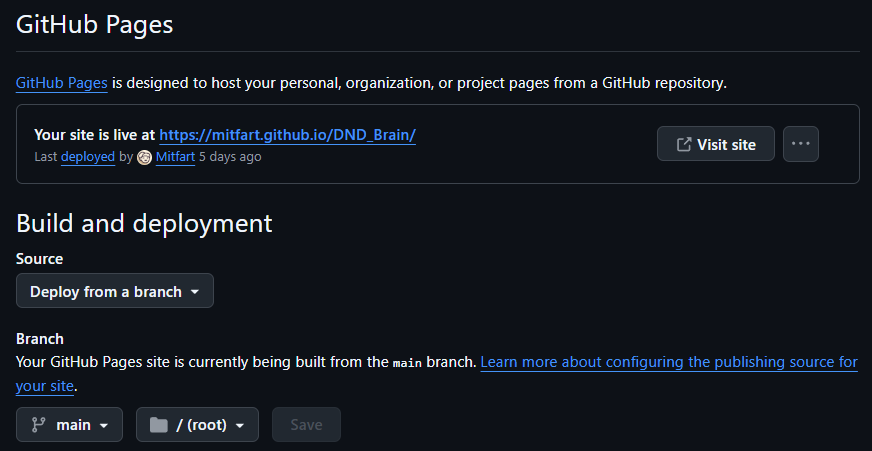 GitHub Pages
GitHub Pages is designed to host your personal, organization, or project pages from a GitHub repository.
Your site is live at https://mitfart.github.io/DND_Brain/
Last deployed by Mitfart 5 days ago
Visit site
Build and deployment
Source
Deploy from a branch
Branch
Your GitHub Pages site is currently being built from the main branch. Learn more about configuring the publishing source for
your site.
main
/ (root)
Save